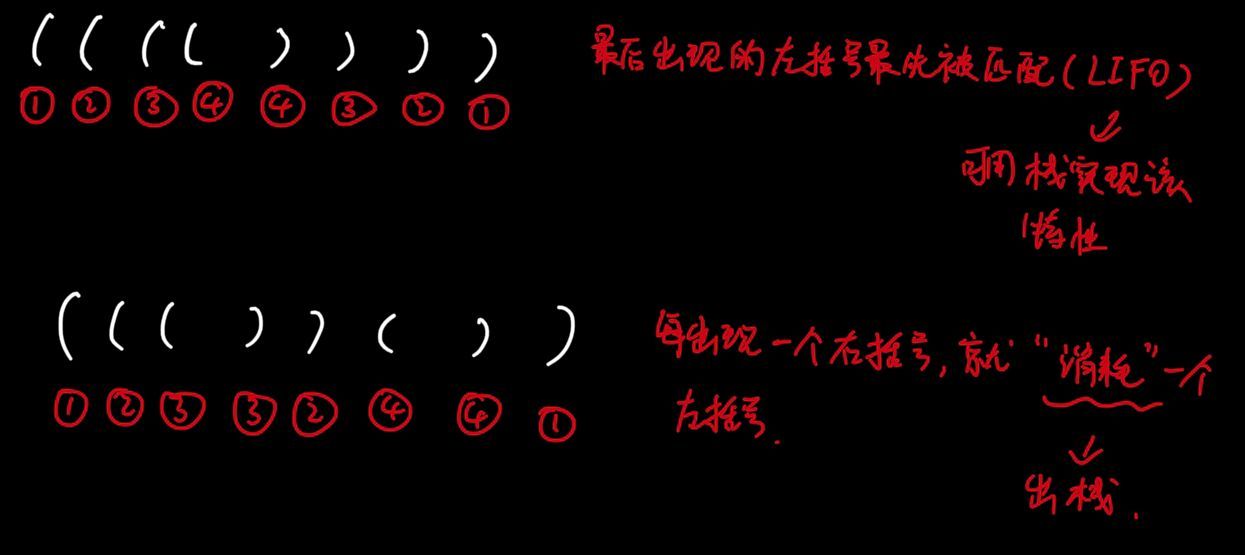 ( ( ( ( ) ) ) )
① ② ③ ④ ④ ③ ② ①
最后出现的左括号最先被匹配(LIFO)
可用栈实现该
特性
( ( ( ) ) ( ) )
① ② ③ ③ ② ④ ④ ①
每出现一个右括号,就“消耗”一个
左括号.
出栈.